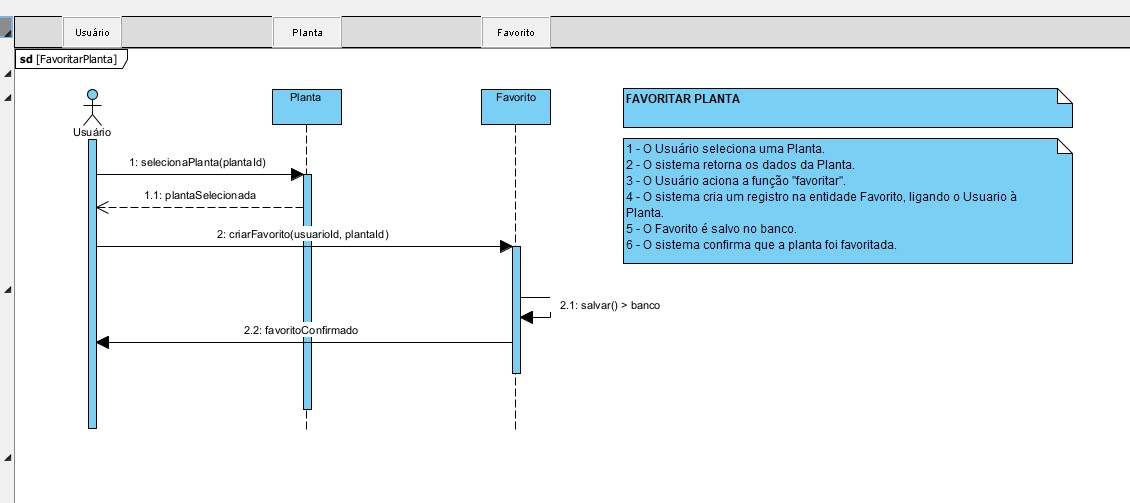 Usuário
Planta
Favorito
sd [FavoritarPlanta]
Usuário
Planta
Favorito
1: selecionaPlanta(plantaId)
1.1: plantaSelecionada
2: criarFavorito(usuarioId, plantaId)
2.1: salvar() > banco
2.2: favoritoConfirmado
FAVORITAR PLANTA
1 - O Usuário seleciona uma Planta.
2 - O sistema retorna os dados da Planta.
3 - O Usuário aciona a função "favoritar".
4 - O sistema cria um registro na entidade Favorito, ligando o Usuario à
Planta.
5 - O Favorito é salvo no banco.
6 - O sistema confirma que a planta foi favoritada.